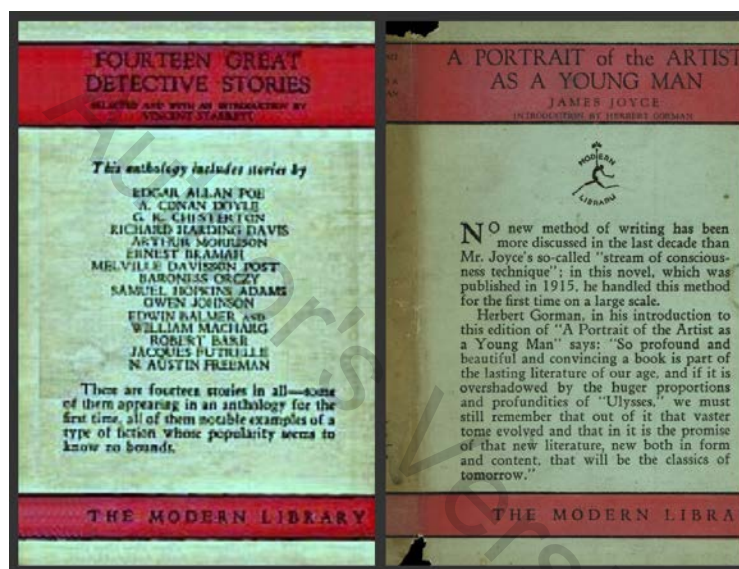 FOURTEEN GREAT
DETECTIVE STORIES
SELECTED AND WITH AN INTRODUCTION BY
VINCENT STARRETT
This anthology includes stories by
EDGAR ALLAN POE
A. CONAN DOYLE
G. K. CHESTERTON
RICHARD HARDING DAVIS
ARTHUR MORRISON
ERNEST BRAMAH
MELVILLE DAVISSON POST
BARONESS ORCZY
SAMUEL HOPKINS ADAMS
OWEN JOHNSON
EDWIN BALMER AND
WILLIAM MACHARG
ROBERT BARR
JACQUES FUTRELLE
N. AUSTIN FREEMAN
There are fourteen stories in all—some
of them appearing in an anthology for the
first time, all of them notable examples of a
type of fiction whose popularity seems to
know no bounds.
THE MODERN LIBRARY
A PORTRAIT of the ARTIST
AS A YOUNG MAN
JAMES JOYCE
INTRODUCTION BY HERBERT GORMAN
MODERN
LIBRARY
NO new method of writing has been
more discussed in the last decade than
Mr. Joyce's so-called "stream of conscious-
ness technique"; in this novel, which was
published in 1915, he handled this method
for the first time on a large scale.
Herbert Gorman, in his introduction to
this edition of "A Portrait of the Artist as
a Young Man" says: "So profound and
beautiful and convincing a book is part of
the lasting literature of our age, and if it is
overshadowed by the huger proportions
and profundities of "Ulysses," we must
still remember that out of it that vaster
tome evolved and that in it is the promise
of that new literature, new both in form
and content, that will be the classics of
tomorrow."
THE MODERN LIBRA
Author's Vers